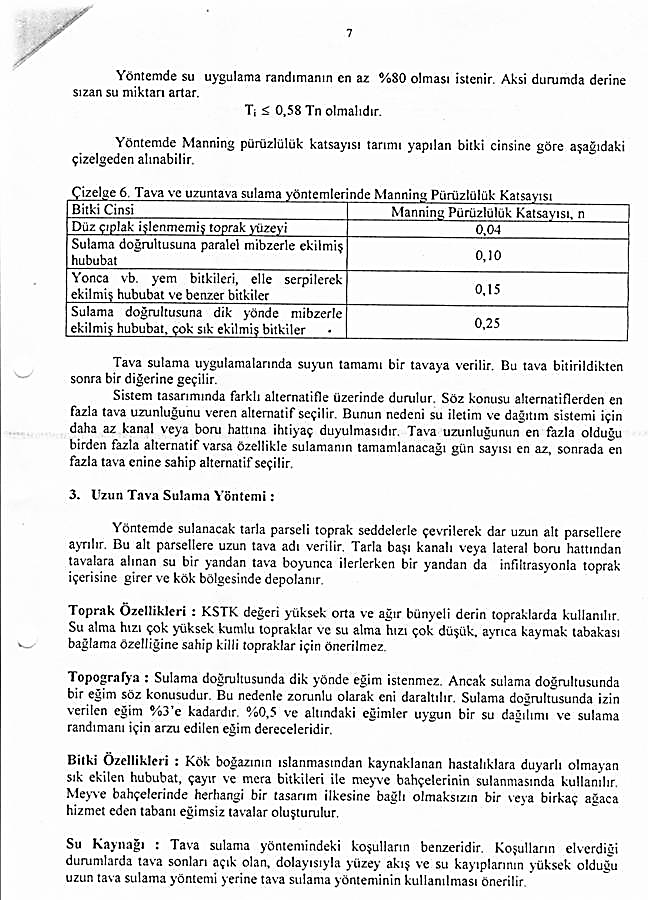 7
Yöntemde su uygulama randımanın en az %80 olması istenir. Aksi durumda derine
sızan su miktarı artar.
Tᵢ ≤ 0,58 Tn olmalıdır.
Yöntemde Manning pürüzlülük katsayısı tarımı yapılan bitki cinsine göre aşağıdaki
çizelgeden alınabilir.
Çizelge 6. Tava ve uzuntava sulama yöntemlerinde Manning Pürüzlülük Katsayısı
Bitki Cinsi Manning Pürüzlülük Katsayısı, n
Düz çıplak işlenmemiş toprak yüzeyi 0,04
Sulama doğrultusuna paralel mibzerle ekilmiş
hububat 0,10
Yonca vb. yem bitkileri, elle serpilerek
ekilmiş hububat ve benzer bitkiler 0,15
Sulama doğrultusuna dik yönde mibzerle
ekilmiş hububat, çok sık ekilmiş bitkiler 0,25
Tava sulama uygulamalarında suyun tamamı bir tavaya verilir. Bu tava bitirildikten
sonra bir diğerine geçilir.
Sistem tasarımında farklı alternatifle üzerinde durulur. Söz konusu alternatiflerden en
fazla tava uzunluğunu veren alternatif seçilir. Bunun nedeni su iletim ve dağıtım sistemi için
daha az kanal veya boru hattına ihtiyaç duyulmasıdır. Tava uzunluğunun en fazla olduğu
birden fazla alternatif varsa özellikle sulamanın tamamlanacağı gün sayısı en az, sonrada en
fazla tava enine sahip alternatif seçilir.
3. Uzun Tava Sulama Yöntemi :
Yöntemde sulanacak tarla parseli toprak seddelerle çevrilerek dar uzun alt parsellere
ayrılır. Bu alt parsellere uzun tava adı verilir. Tarla başı kanalı veya lateral boru hattından
tavalara alınan su bir yandan tava boyunca ilerlerken bir yandan da infiltrasyonla toprak
içerisine girer ve kök bölgesinde depolanır.
Toprak Özellikleri : KSTK değeri yüksek orta ve ağır bünyeli derin topraklarda kullanılır.
Su alma hızı çok yüksek kumlu topraklar ve su alma hızı çok düşük, ayrıca kaymak tabakası
bağlama özelliğine sahip killi topraklar için önerilmez.
Topografya : Sulama doğrultusunda dik yönde eğim istenmez. Ancak sulama doğrultusunda
bir eğim söz konusudur. Bu nedenle zorunlu olarak eni daraltılır. Sulama doğrultusunda izin
verilen eğim %3'e kadardır. %0,5 ve altındaki eğimler uygun bir su dağılımı ve sulama
randımanı için arzu edilen eğim dereceleridir.
Bitki Özellikleri : Kök boğazının ıslanmasından kaynaklanan hastalıklara duyarlı olmayan
sık ekilen hububat, çayır ve mera bitkileri ile meyve bahçelerinin sulanmasında kullanılır.
Meyve bahçelerinde herhangi bir tasarım ilkesine bağlı olmaksızın bir veya birkaç ağaca
hizmet eden tabanı eğimsiz tavalar oluşturulur.
Su Kaynağı : Tava sulama yöntemindeki koşulların benzeridir. Koşulların elverdiği
durumlarda tava sonları açık olan, dolayısıyla yüzey akış ve su kayıplarının yüksek olduğu
uzun tava sulama yöntemi yerine tava sulama yönteminin kullanılması önerilir.